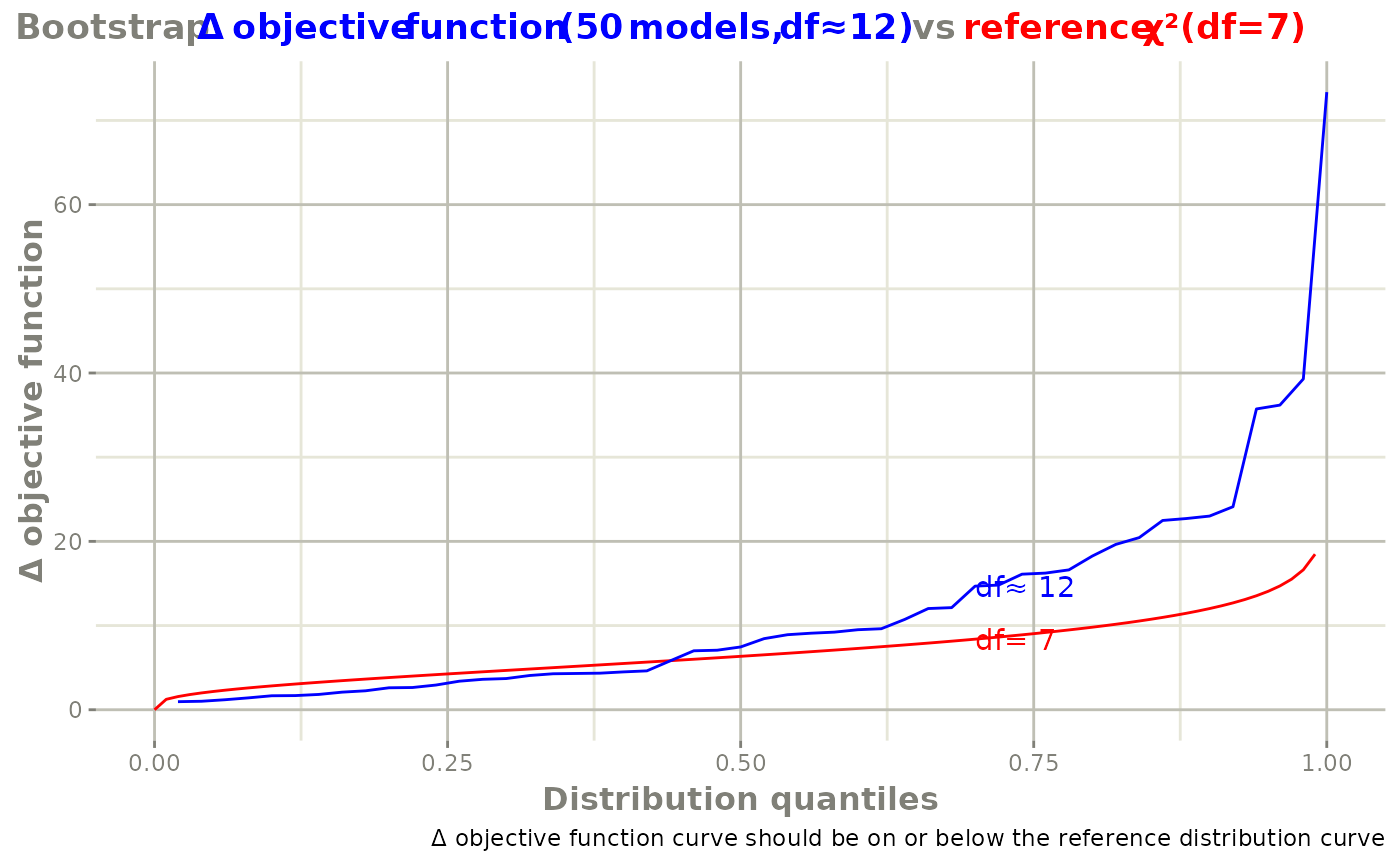 Bootstrap Δ objective function (50 models, df≈12) vs reference χ²(df=7)
Δ objective function
60
40
20
0
df≈ 12
df= 7
0.00 0.25 0.50 0.75 1.00
Distribution quantiles
Δ objective function curve should be on or below the reference distribution curve